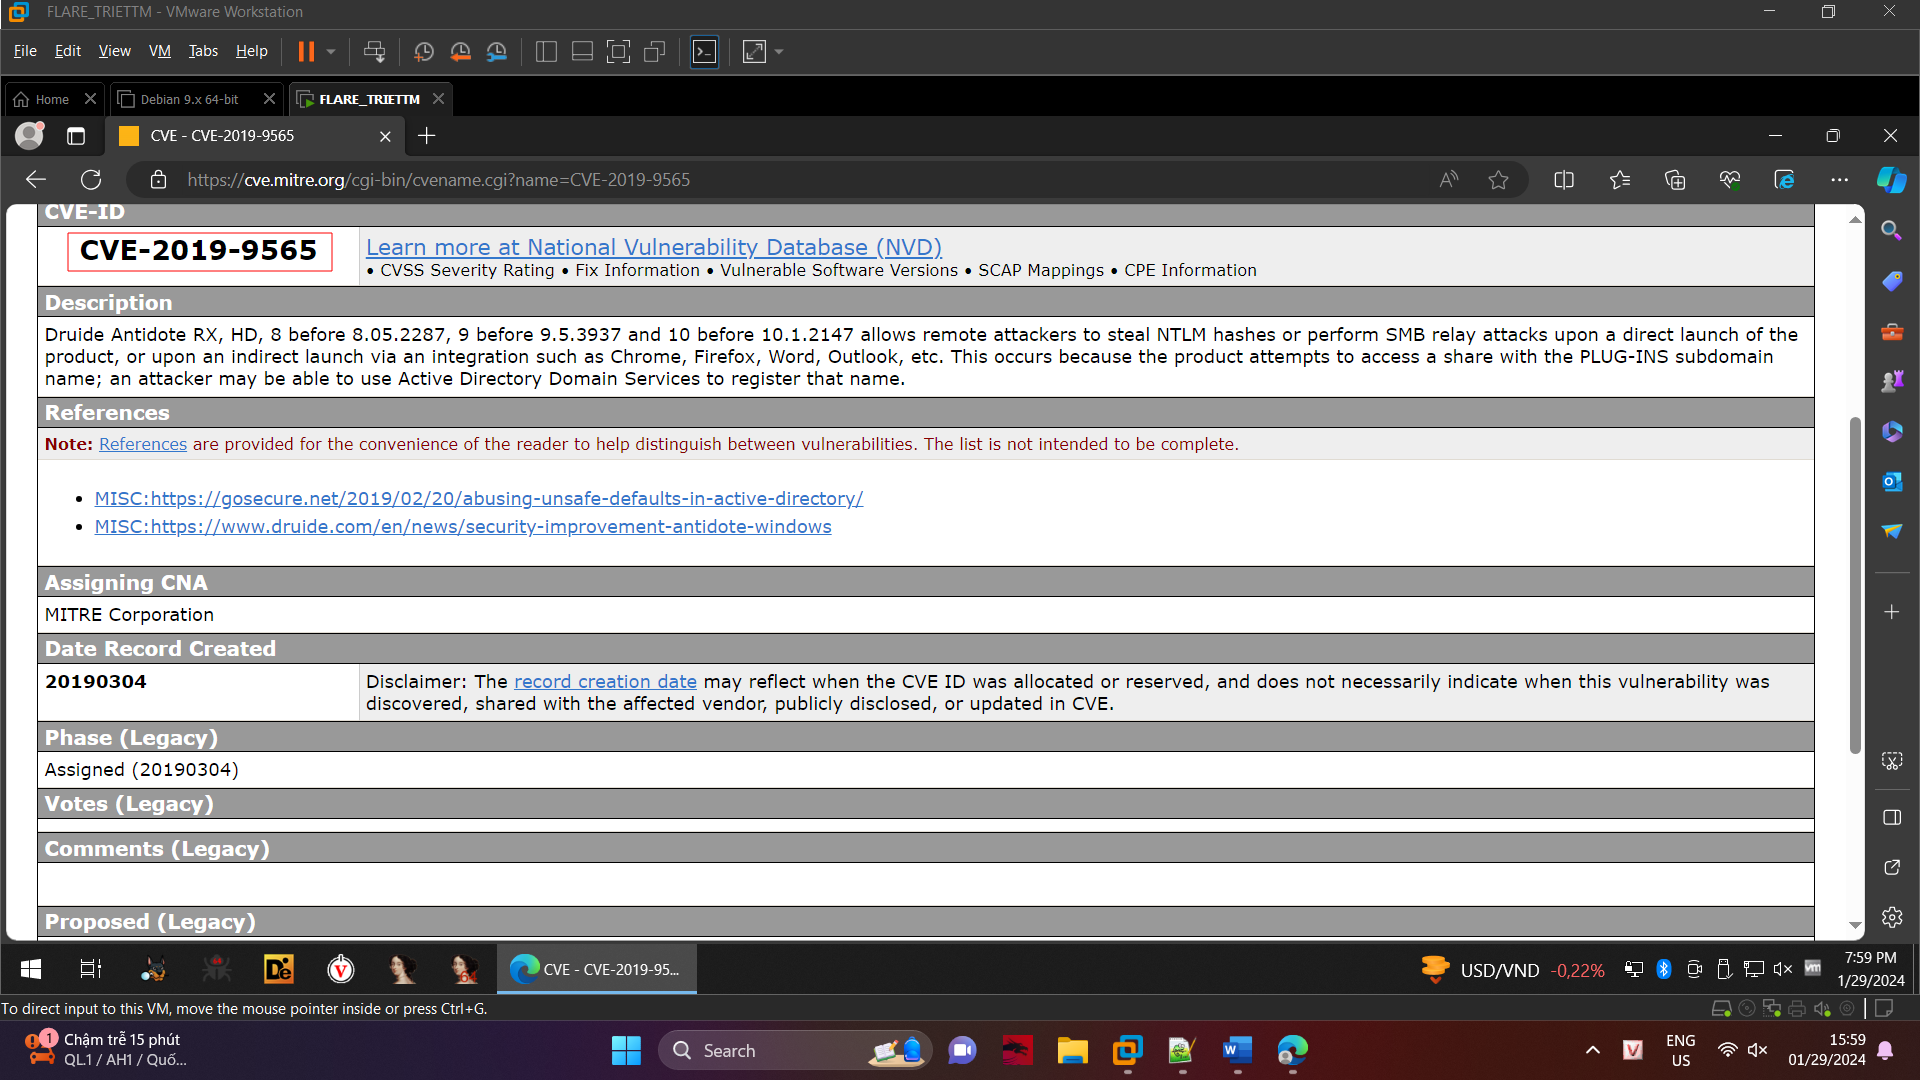 FLARE_TRIETTM - VMware Workstation
File Edit View VM Tabs Help
Home Debian 9.x 64-bit FLARE_TRIETTM
CVE - CVE-2019-9565
https://cve.mitre.org/cgi-bin/cvename.cgi?name=CVE-2019-9565
CVE-ID
CVE-2019-9565
Learn more at National Vulnerability Database (NVD)
• CVSS Severity Rating • Fix Information • Vulnerable Software Versions • SCAP Mappings • CPE Information
Description
Druide Antidote RX, HD, 8 before 8.05.2287, 9 before 9.5.3937 and 10 before 10.1.2147 allows remote attackers to steal NTLM hashes or perform SMB relay attacks upon a direct launch of the
product, or upon an indirect launch via an integration such as Chrome, Firefox, Word, Outlook, etc. This occurs because the product attempts to access a share with the PLUG-INS subdomain
name; an attacker may be able to use Active Directory Domain Services to register that name.
References
Note: References are provided for the convenience of the reader to help distinguish between vulnerabilities. The list is not intended to be complete.
• MISC:https://gosecure.net/2019/02/20/abusing-unsafe-defaults-in-active-directory/
• MISC:https://www.druide.com/en/news/security-improvement-antidote-windows
Assigning CNA
MITRE Corporation
Date Record Created
20190304
Disclaimer: The record creation date may reflect when the CVE ID was allocated or reserved, and does not necessarily indicate when this vulnerability was
discovered, shared with the affected vendor, publicly disclosed, or updated in CVE.
Phase (Legacy)
Assigned (20190304)
Votes (Legacy)
Comments (Legacy)
Proposed (Legacy)
De
V
64
CVE - CVE-2019-95...
USD/VND -0,22%
vm
7:59 PM
1/29/2024
To direct input to this VM, move the mouse pointer inside or press Ctrl+G.
1
Chậm trễ 15 phút
QL.1 / AH1 / Quố...
Search
W
V
ENG
US
15:59
01/29/2024